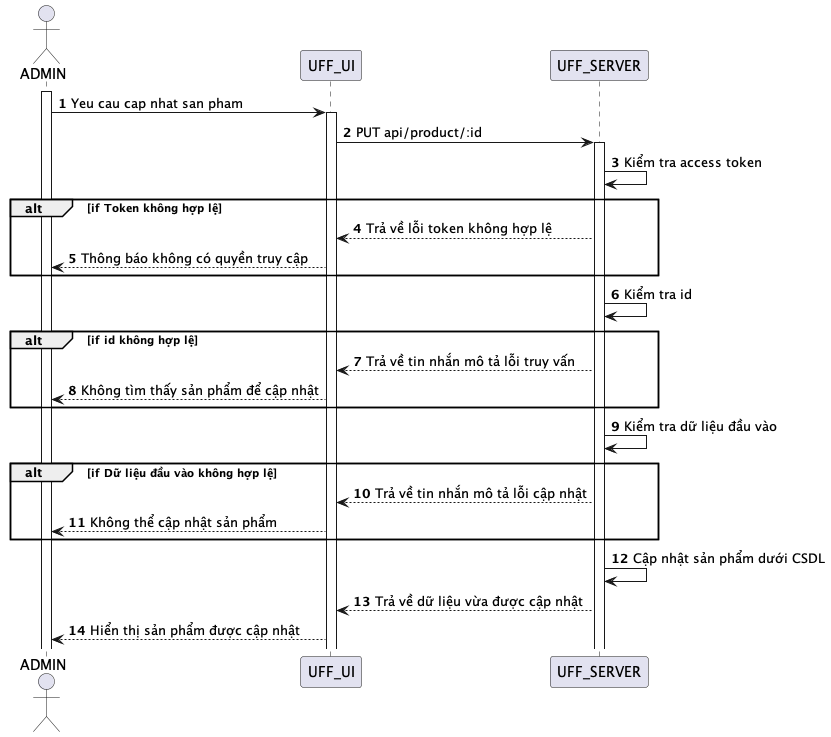 ADMIN
UFF_UI
UFF_SERVER
1 Yeu cau cap nhat san pham
2 PUT api/product/:id
3 Kiểm tra access token
alt [if Token không hợp lệ]
4 Trả về lỗi token không hợp lệ
5 Thông báo không có quyền truy cập
6 Kiểm tra id
alt [if id không hợp lệ]
7 Trả về tin nhắn mô tả lỗi truy vấn
8 Không tìm thấy sản phẩm để cập nhật
9 Kiểm tra dữ liệu đầu vào
alt [if Dữ liệu đầu vào không hợp lệ]
10 Trả về tin nhắn mô tả lỗi cập nhật
11 Không thể cập nhật sản phẩm
12 Cập nhật sản phẩm dưới CSDL
13 Trả về dữ liệu vừa được cập nhật
14 Hiển thị sản phẩm được cập nhật
ADMIN
UFF_UI
UFF_SERVER